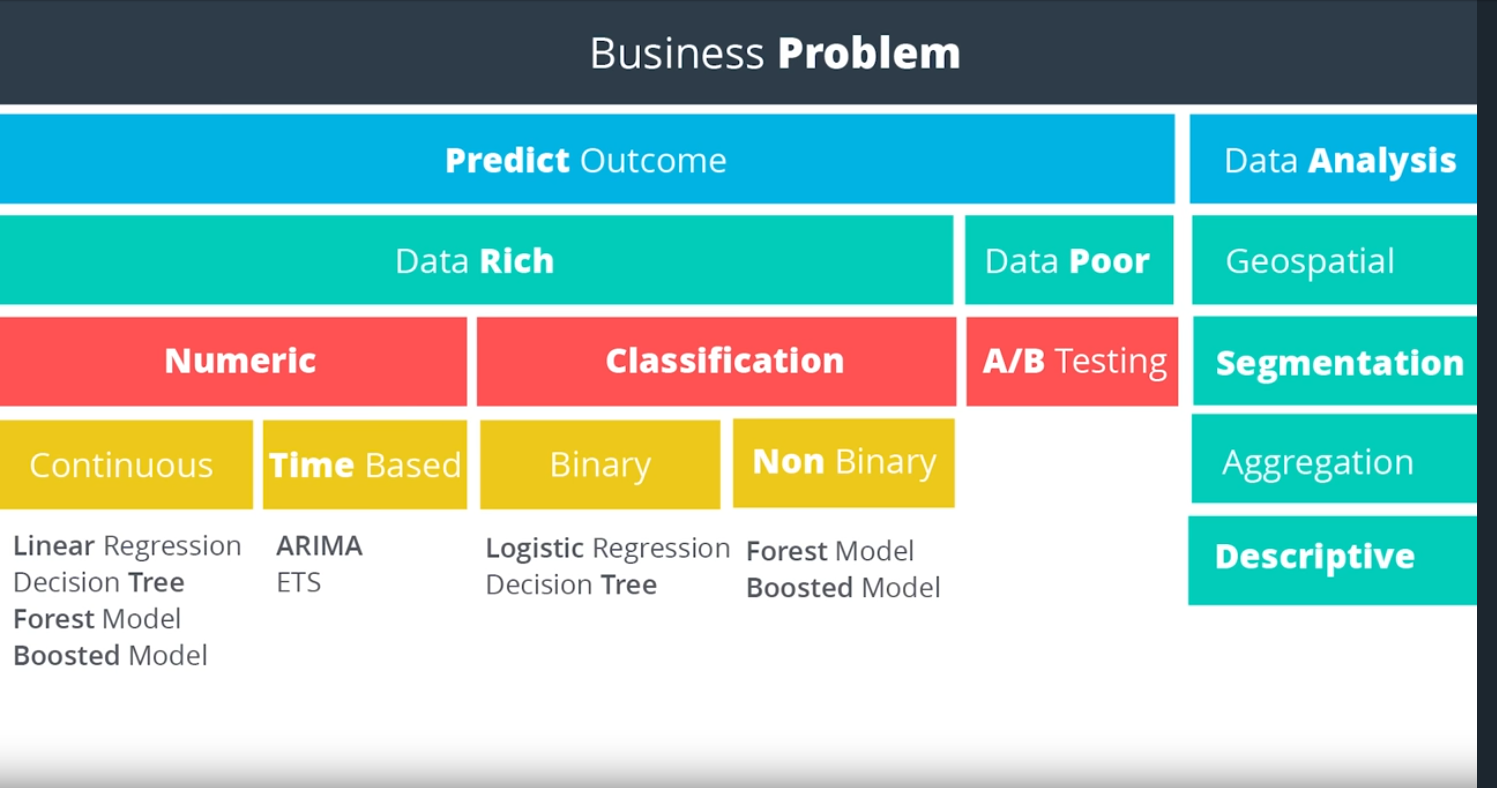 Business Problem
Predict Outcome
Data Analysis
Data Rich
Data Poor
Geospatial
Numeric
Classification
A/B Testing
Segmentation
Continuous
Time Based
Binary
Non Binary
Aggregation
Linear Regression
Decision Tree
Forest Model
Boosted Model
ARIMA
ETS
Logistic Regression
Decision Tree
Forest Model
Boosted Model
Descriptive